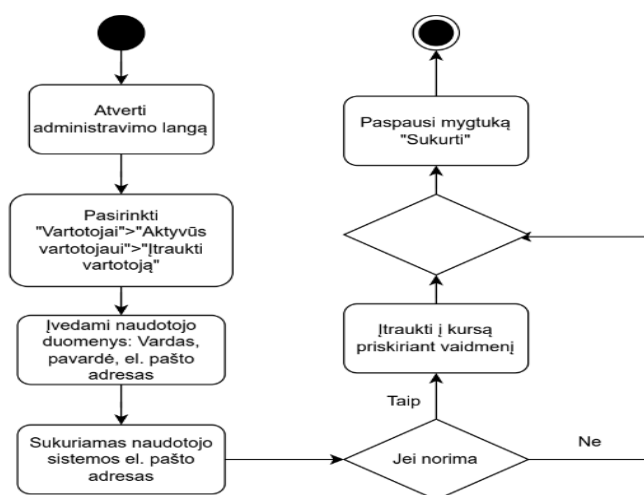 Atverti
administravimo langą
Pasirinkti
"Vartotojai">"Aktyvūs
vartotojaui">"Įtraukti
vartotoją"
Įvedami naudotojo
duomenys: Vardas,
pavardė, el. pašto
adresas
Sukuriamas naudotojo
sistemos el. pašto
adresas
Jei norima
Taip
Ne
Įtraukti į kursą
priskiriant vaidmenį
Paspausi mygtuką
"Sukurti"